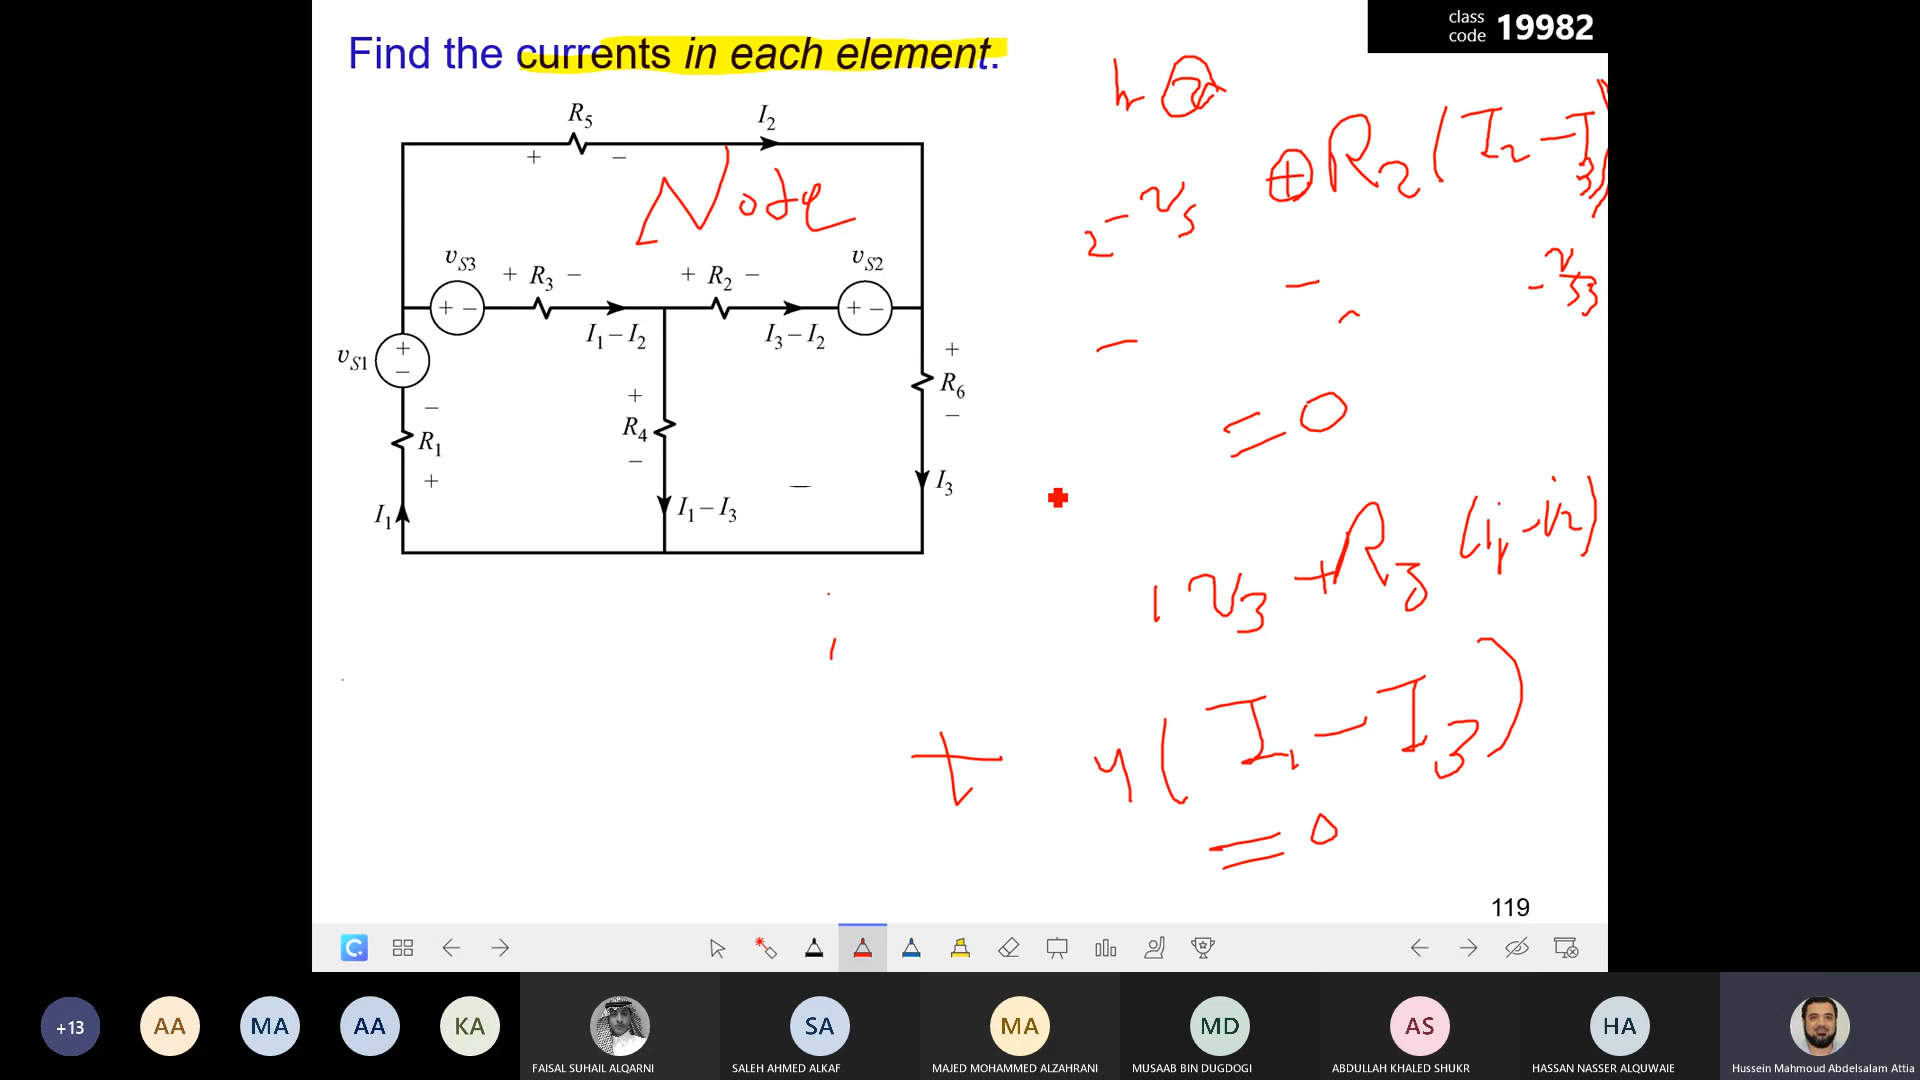 class code 19982
Find the currents in each element.
R5
I2
Node
vS3
+ R3 −
+ R2 −
vS2
I1 − I2
I3 − I2
vS1
R1
R4
R6
I1
I1 − I3
I3
⊕ R2 (I2 − I3)
= 0
+ R3 (i1 − i2)
(I1 − I3)
= 0
119
+13
AA
MA
AA
KA
SA
MA
MD
AS
HA
FAISAL SUHAIL ALQARNI
SALEH AHMED ALKAF
MAJED MOHAMMED ALZAHRANI
MUSAAB BIN DUGDOGI
ABDULLAH KHALED SHUKR
HASSAN NASSER ALQUWAIE
Hussein Mahmoud Abdelsalam Attia